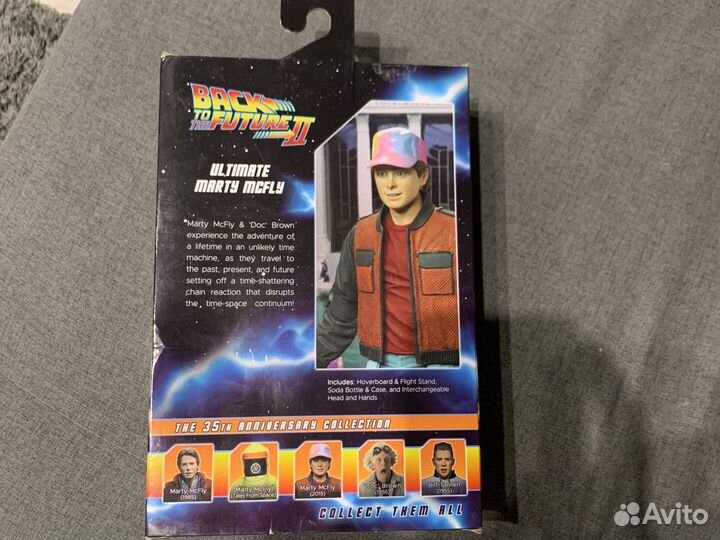 BACK
TO THE
FUTURE II
ULTIMATE
MARTY MCFLY
Marty McFly & 'Doc' Brown
experience the adventure of
a lifetime in an unlikely time
machine, as they travel to
the past, present, and future
setting off a time-shattering
chain reaction that disrupts
the time-space continuum!
Includes: Hoverboard & Flight Stand,
Soda Bottle & Case, and Interchangeable
Head and Hands
THE 35TH ANNIVERSARY COLLECTION
Marty McFly
(1985)
Marty McFly
(Tales From Space)
Marty McFly
(2015)
'Doc' Brown
(1955)
Biff Tannen
(1955)
COLLECT THEM ALL
Avito